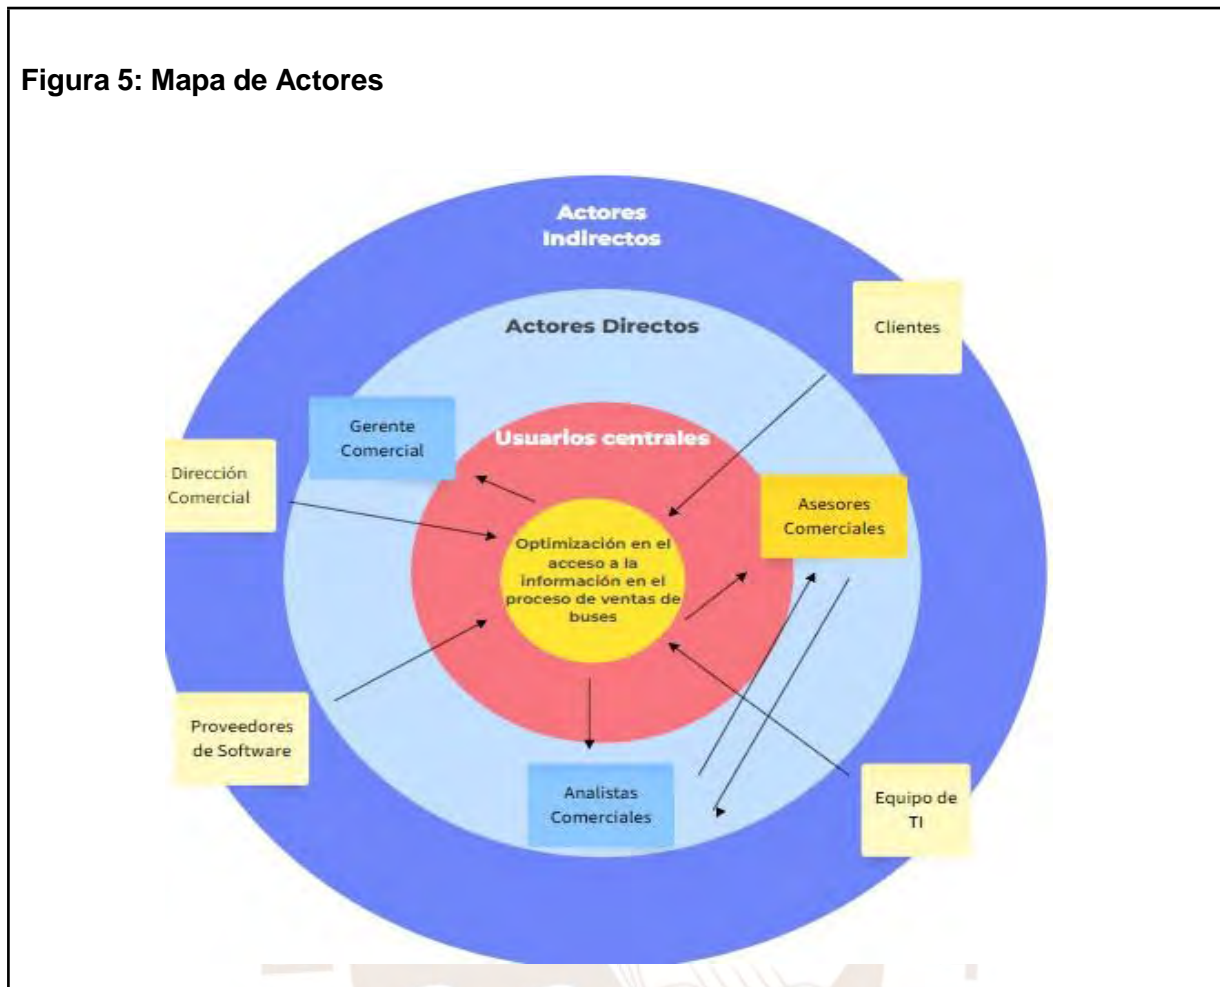 Figura 5: Mapa de Actores
Actores
Indirectos
Clientes
Actores Directos
Gerente
Comercial
Usuarios centrales
Dirección
Comercial
Asesores
Comerciales
Optimización en el
acceso a la
información en el
proceso de ventas de
buses
Proveedores
de Software
Analistas
Comerciales
Equipo de
TI